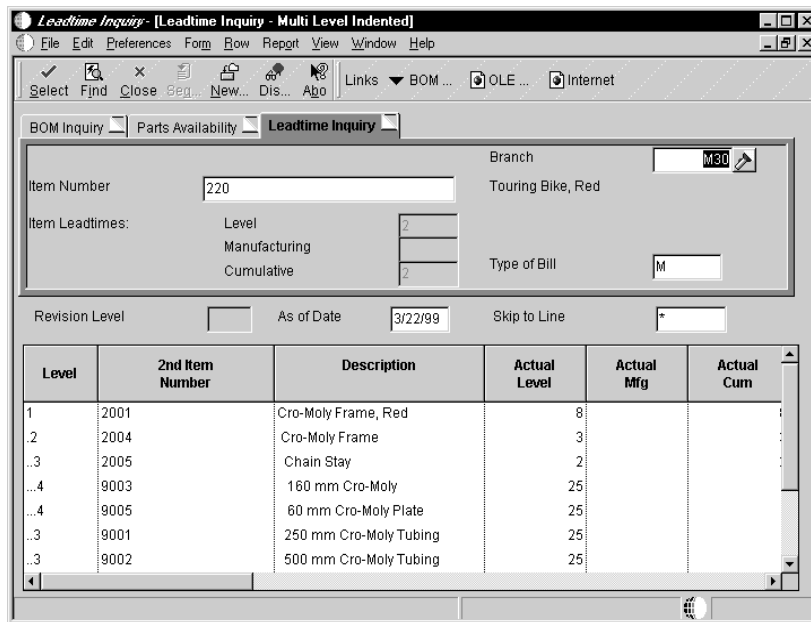 Leadtime Inquiry - [Leadtime Inquiry - Multi Level Indented]
File Edit Preferences Form Row Report View Window Help
Select Find Close Seq... New... Dis... Abo Links BOM ... OLE ... Internet
BOM Inquiry Parts Availability Leadtime Inquiry
Branch M30
Item Number 220 Touring Bike, Red
Item Leadtimes: Level 2
Manufacturing
Cumulative 2 Type of Bill M
Revision Level As of Date 3/22/99 Skip to Line *
Level 2nd Item Number Description Actual Level Actual Mfg Actual Cum
1 2001 Cro-Moly Frame, Red 8
.2 2004 Cro-Moly Frame 3
..3 2005 Chain Stay 2
...4 9003 160 mm Cro-Moly 25
...4 9005 60 mm Cro-Moly Plate 25
..3 9001 250 mm Cro-Moly Tubing 25
..3 9002 500 mm Cro-Moly Tubing 25